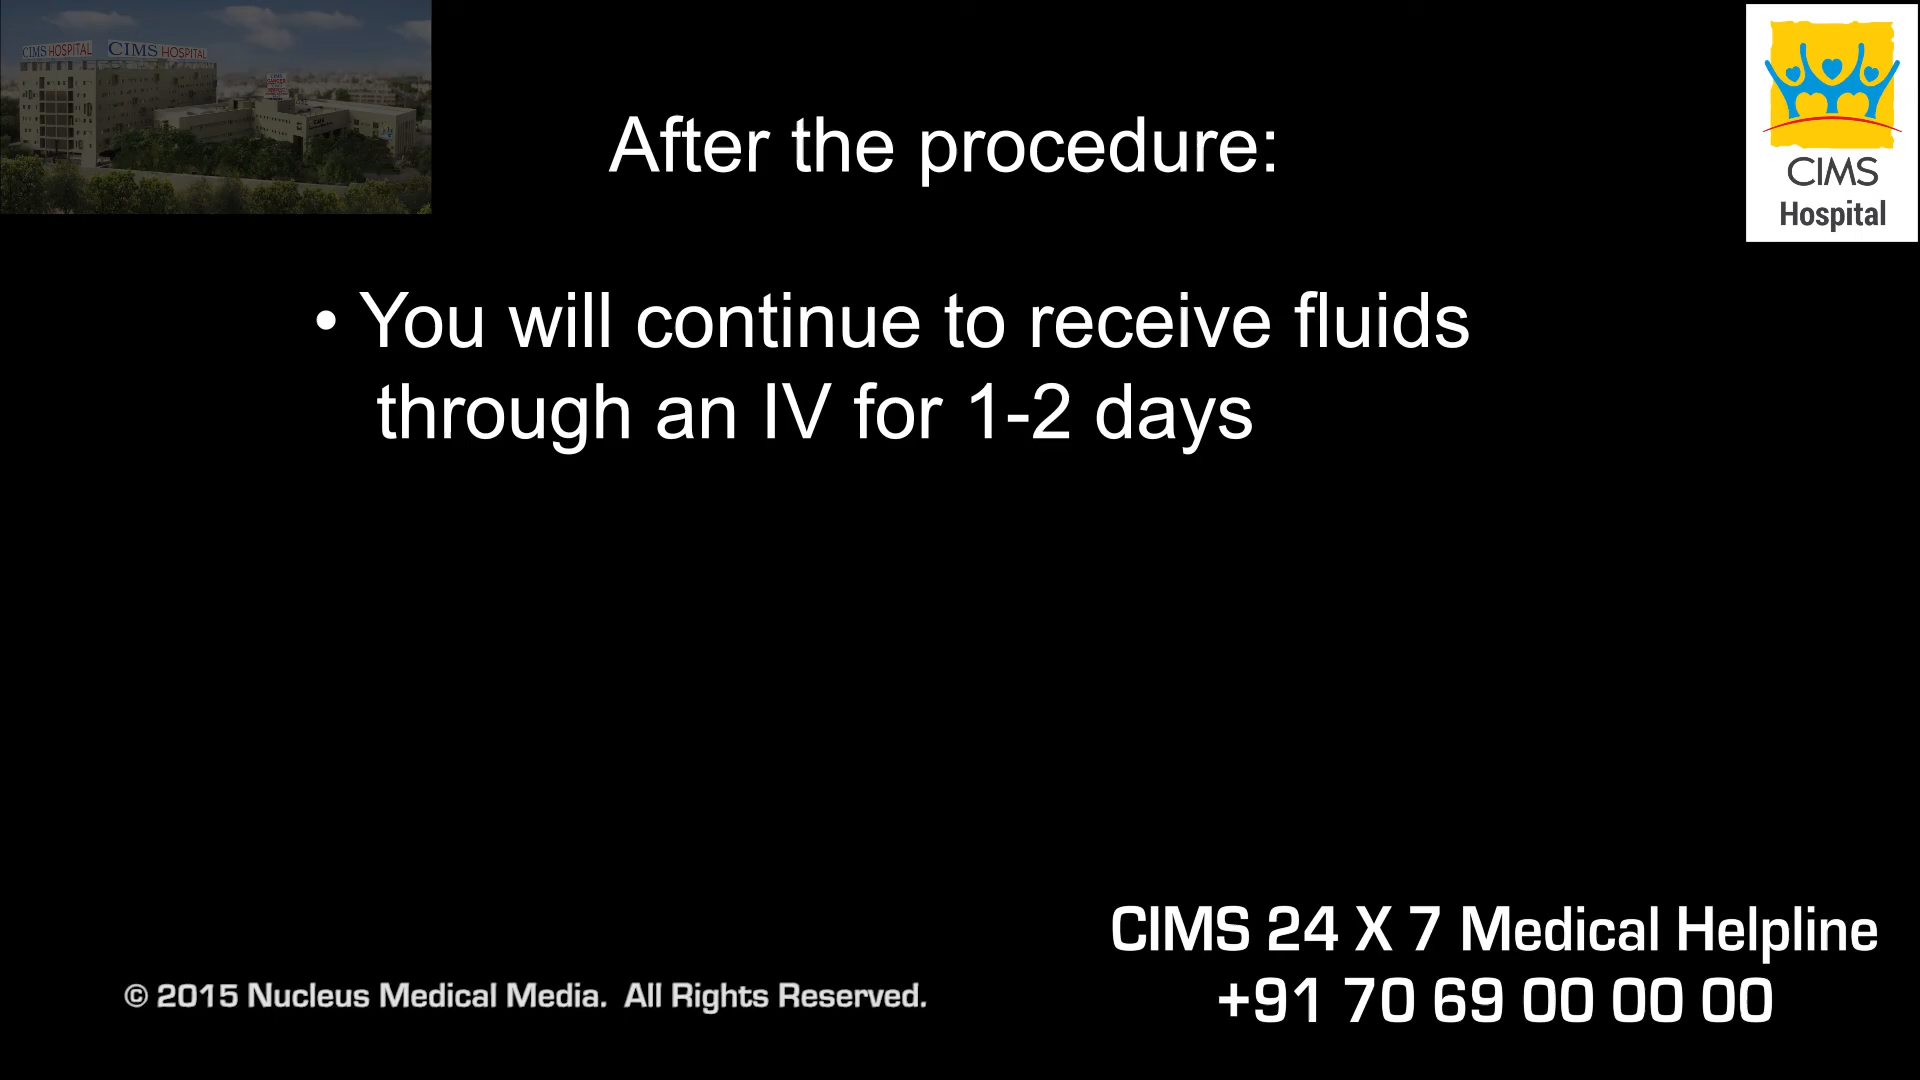 CIMS HOSPITAL CIMS HOSPITAL
CIMS
Hospital
After the procedure:
• You will continue to receive fluids
through an IV for 1-2 days
CIMS 24 X 7 Medical Helpline
+91 70 69 00 00 00
© 2015 Nucleus Medical Media. All Rights Reserved.